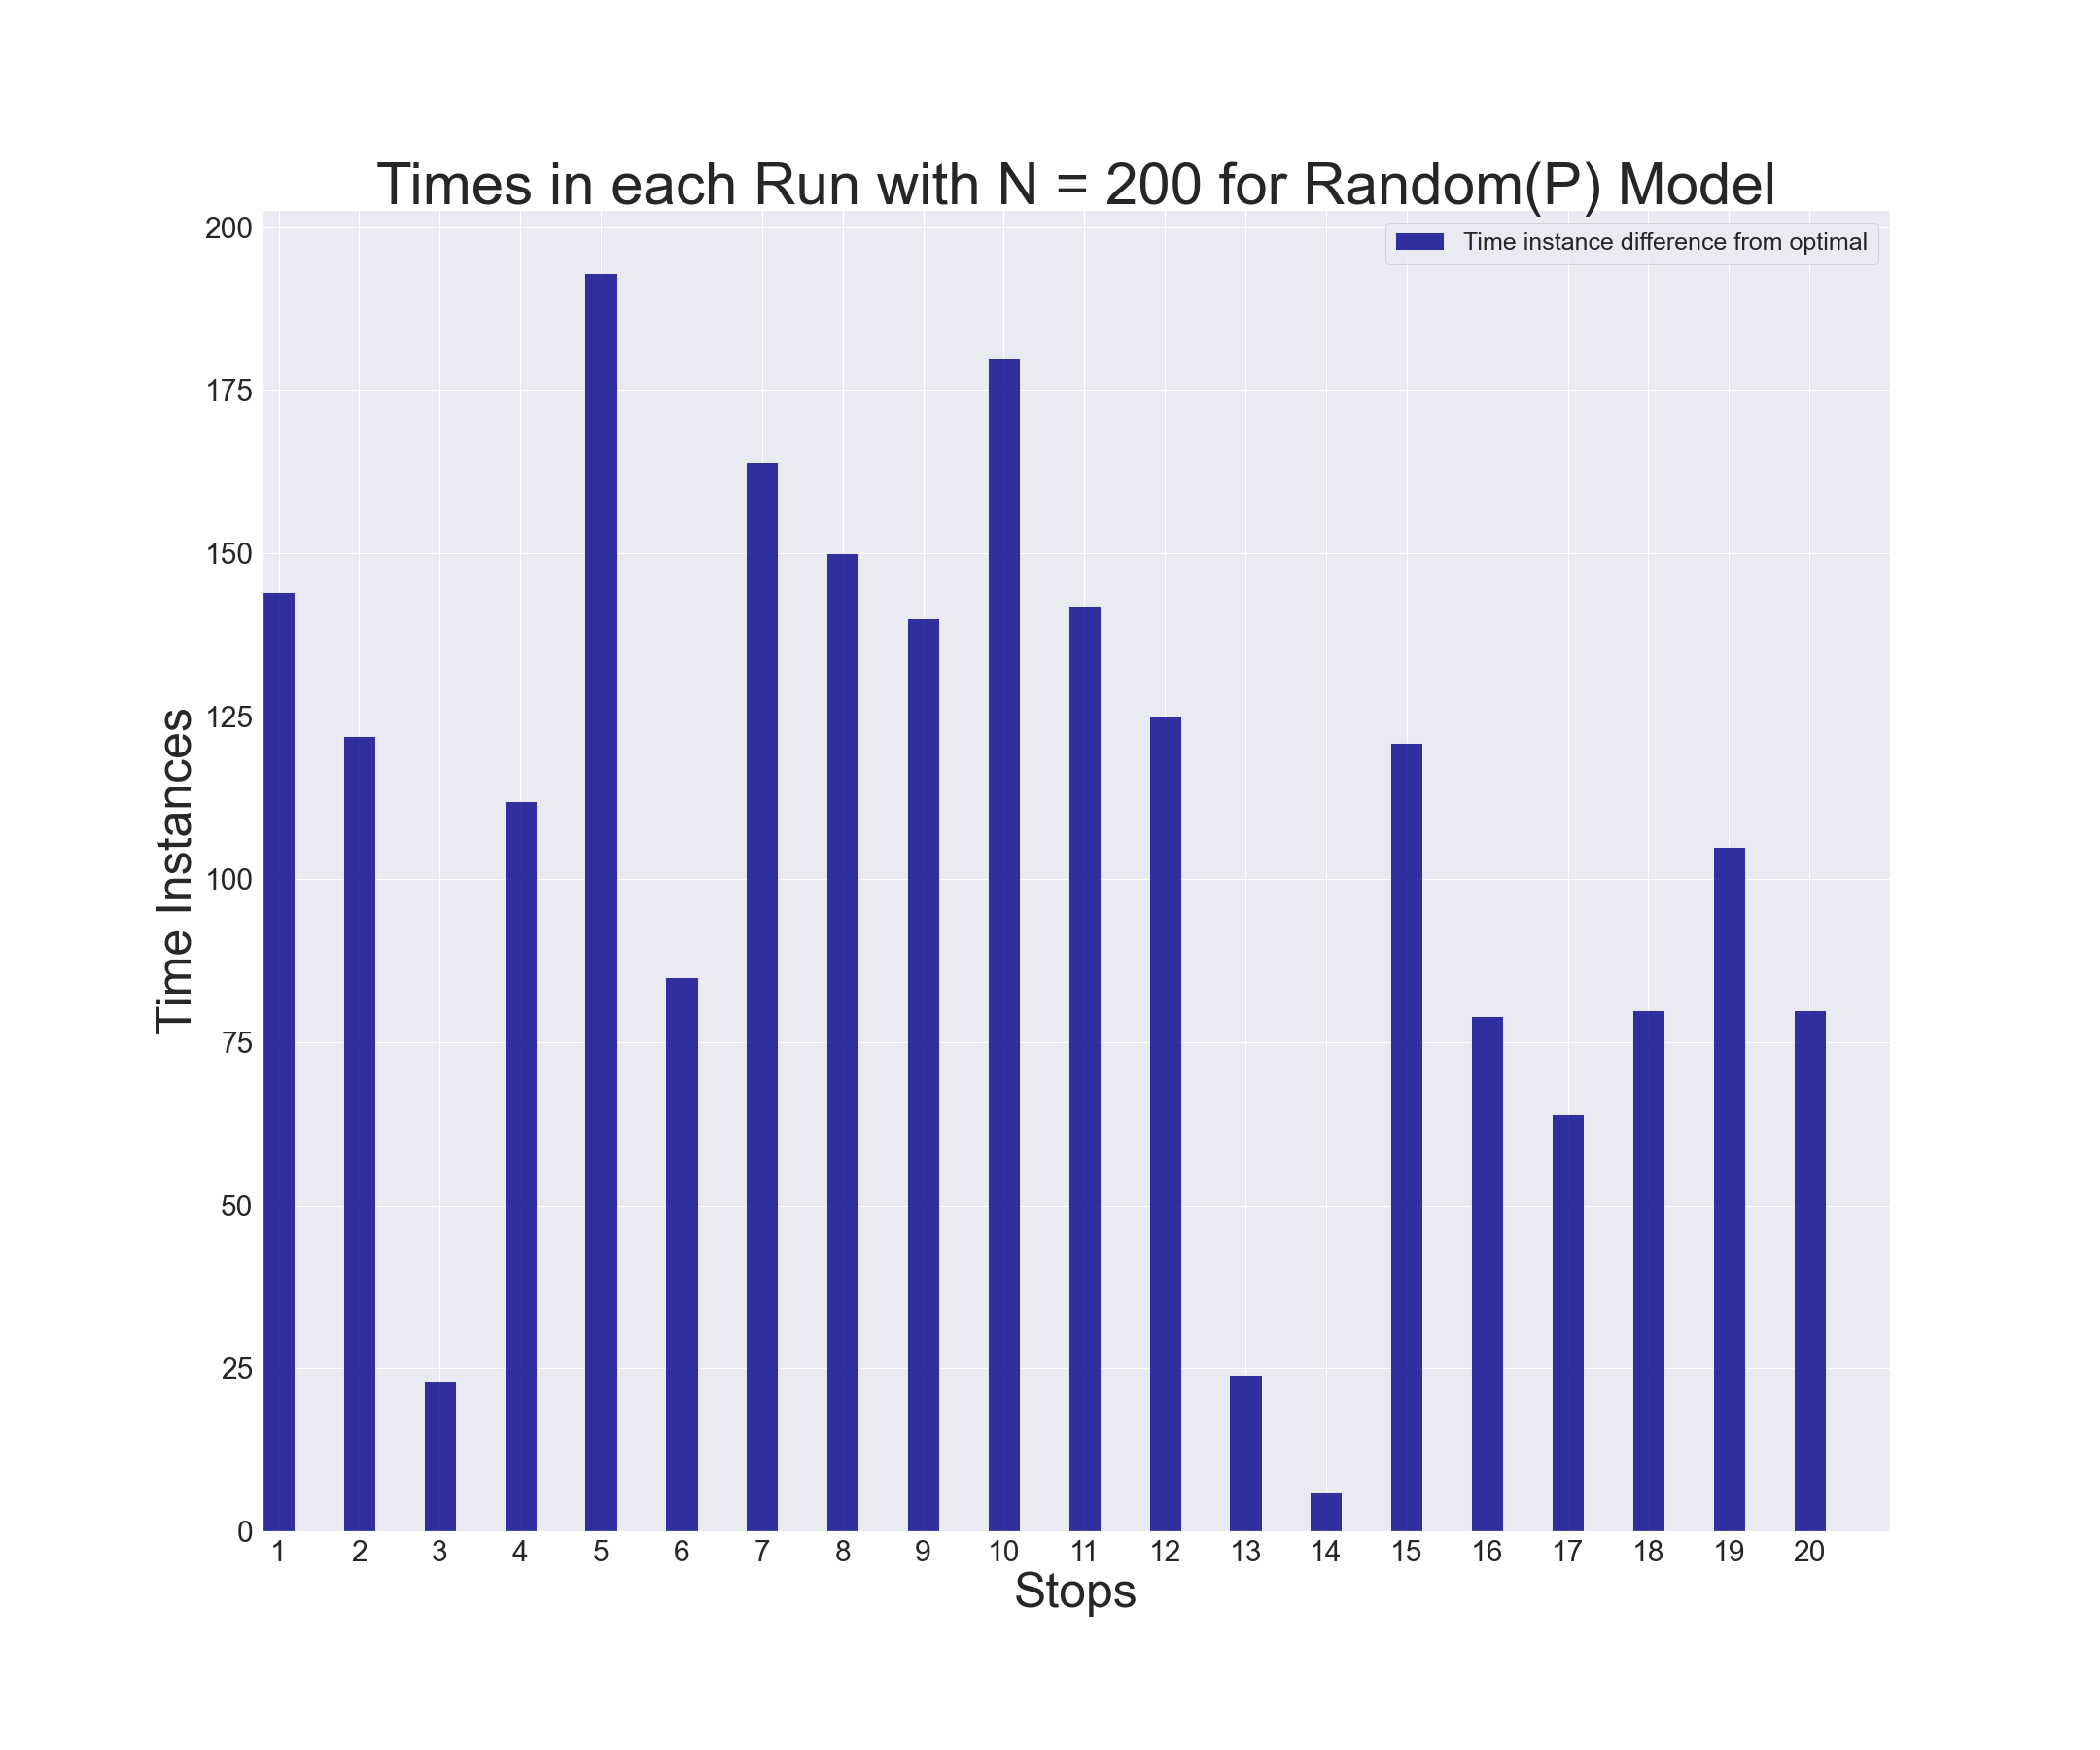 Times in each Run with N = 200 for Random(P) Model
Time instance difference from optimal
200
175
150
125
100
75
50
25
0
Time Instances
1 2 3 4 5 6 7 8 9 10 11 12 13 14 15 16 17 18 19 20
Stops